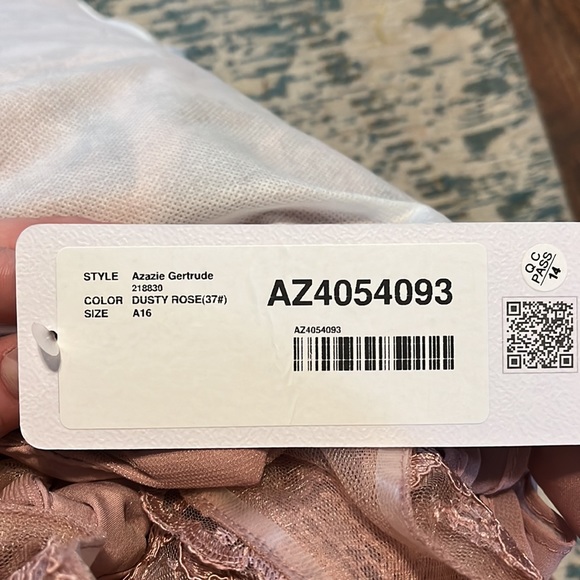 STYLE Azazie Gertrude
218830
COLOR DUSTY ROSE(37#)
SIZE A16
AZ4054093
AZ4054093
QC
PASS
14